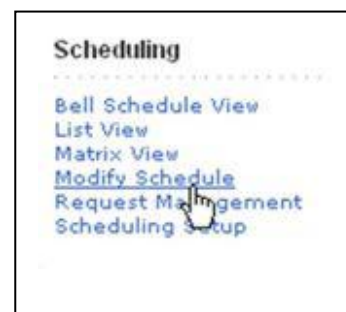 Scheduling
Bell Schedule View
List View
Matrix View
Modify Schedule
Request Management
Scheduling Setup